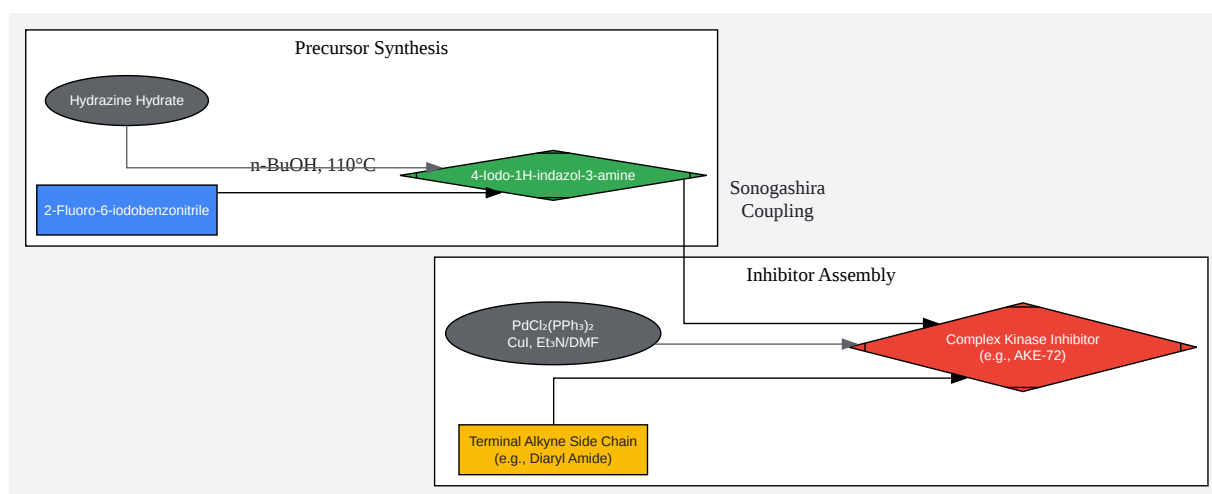 Precursor Synthesis
Hydrazine Hydrate
n-BuOH, 110°C
4-Iodo-1H-indazol-3-amine
2-Fluoro-6-iodobenzonitrile
Sonogashira
Coupling
Inhibitor Assembly
PdCl₂(PPh₃)₂
CuI, Et₃N/DMF
Complex Kinase Inhibitor
(e.g., AKE-72)
Terminal Alkyne Side Chain
(e.g., Diaryl Amide)